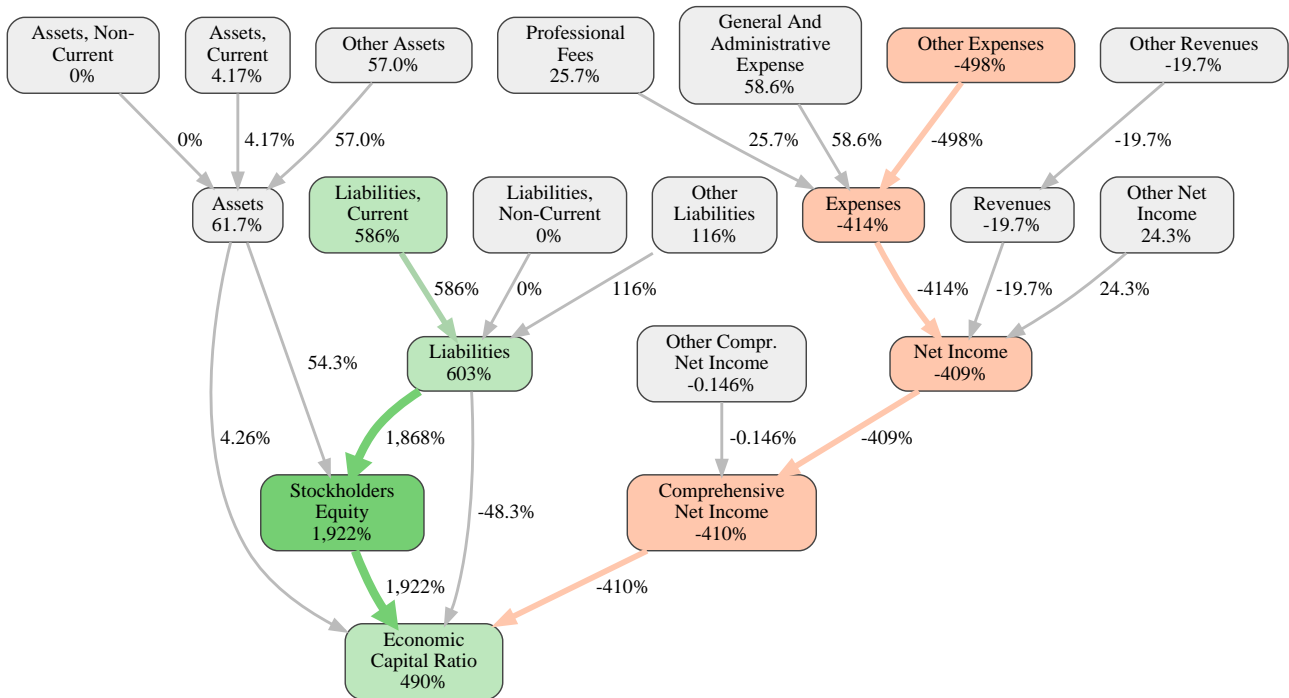 Assets, Non-
Current
0%
Assets,
Current
4.17%
Other Assets
57.0%
Professional
Fees
25.7%
General And
Administrative
Expense
58.6%
Other Expenses
-498%
Other Revenues
-19.7%
0%
4.17%
57.0%
25.7%
58.6%
-498%
-19.7%
Assets
61.7%
Liabilities,
Current
586%
Liabilities,
Non-Current
0%
Other
Liabilities
116%
Expenses
-414%
Revenues
-19.7%
Other Net
Income
24.3%
586%
0%
116%
-414%
-19.7%
24.3%
Liabilities
603%
Other Compr.
Net Income
-0.146%
Net Income
-409%
54.3%
4.26%
1,868%
-0.146%
-409%
Stockholders
Equity
1,922%
-48.3%
Comprehensive
Net Income
-410%
1,922%
-410%
Economic
Capital Ratio
490%